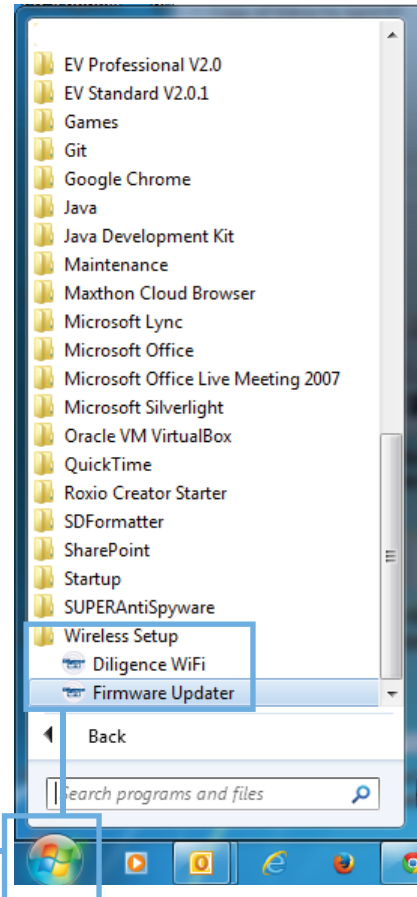 EV Professional V2.0
EV Standard V2.0.1
Games
Git
Google Chrome
Java
Java Development Kit
Maintenance
Maxthon Cloud Browser
Microsoft Lync
Microsoft Office
Microsoft Office Live Meeting 2007
Microsoft Silverlight
Oracle VM VirtualBox
QuickTime
Roxio Creator Starter
SDFormatter
SharePoint
Startup
SUPERAntiSpyware
Wireless Setup
Diligence WiFi
Firmware Updater
Back
Search programs and files